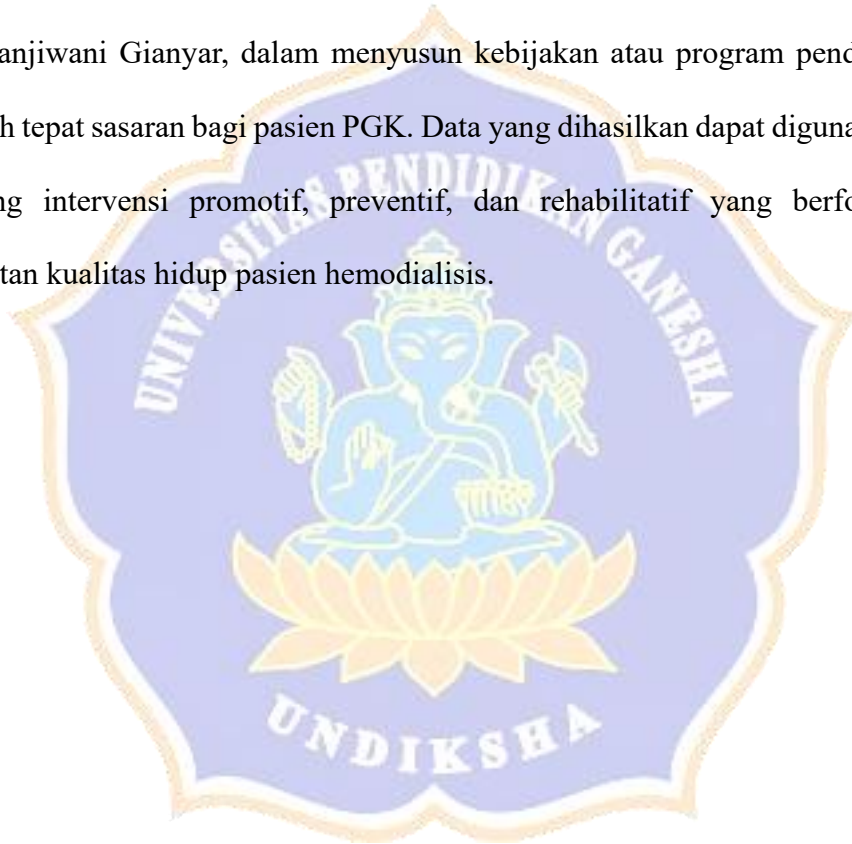 anjiwani Gianyar, dalam menyusun kebijakan atau program pend
h tepat sasaran bagi pasien PGK. Data yang dihasilkan dapat diguna
ng intervensi promotif, preventif, dan rehabilitatif yang berfo
tan kualitas hidup pasien hemodialisis.
UNIVERSITAS PENDIDIKAN GANESHA
UNDIKSHA